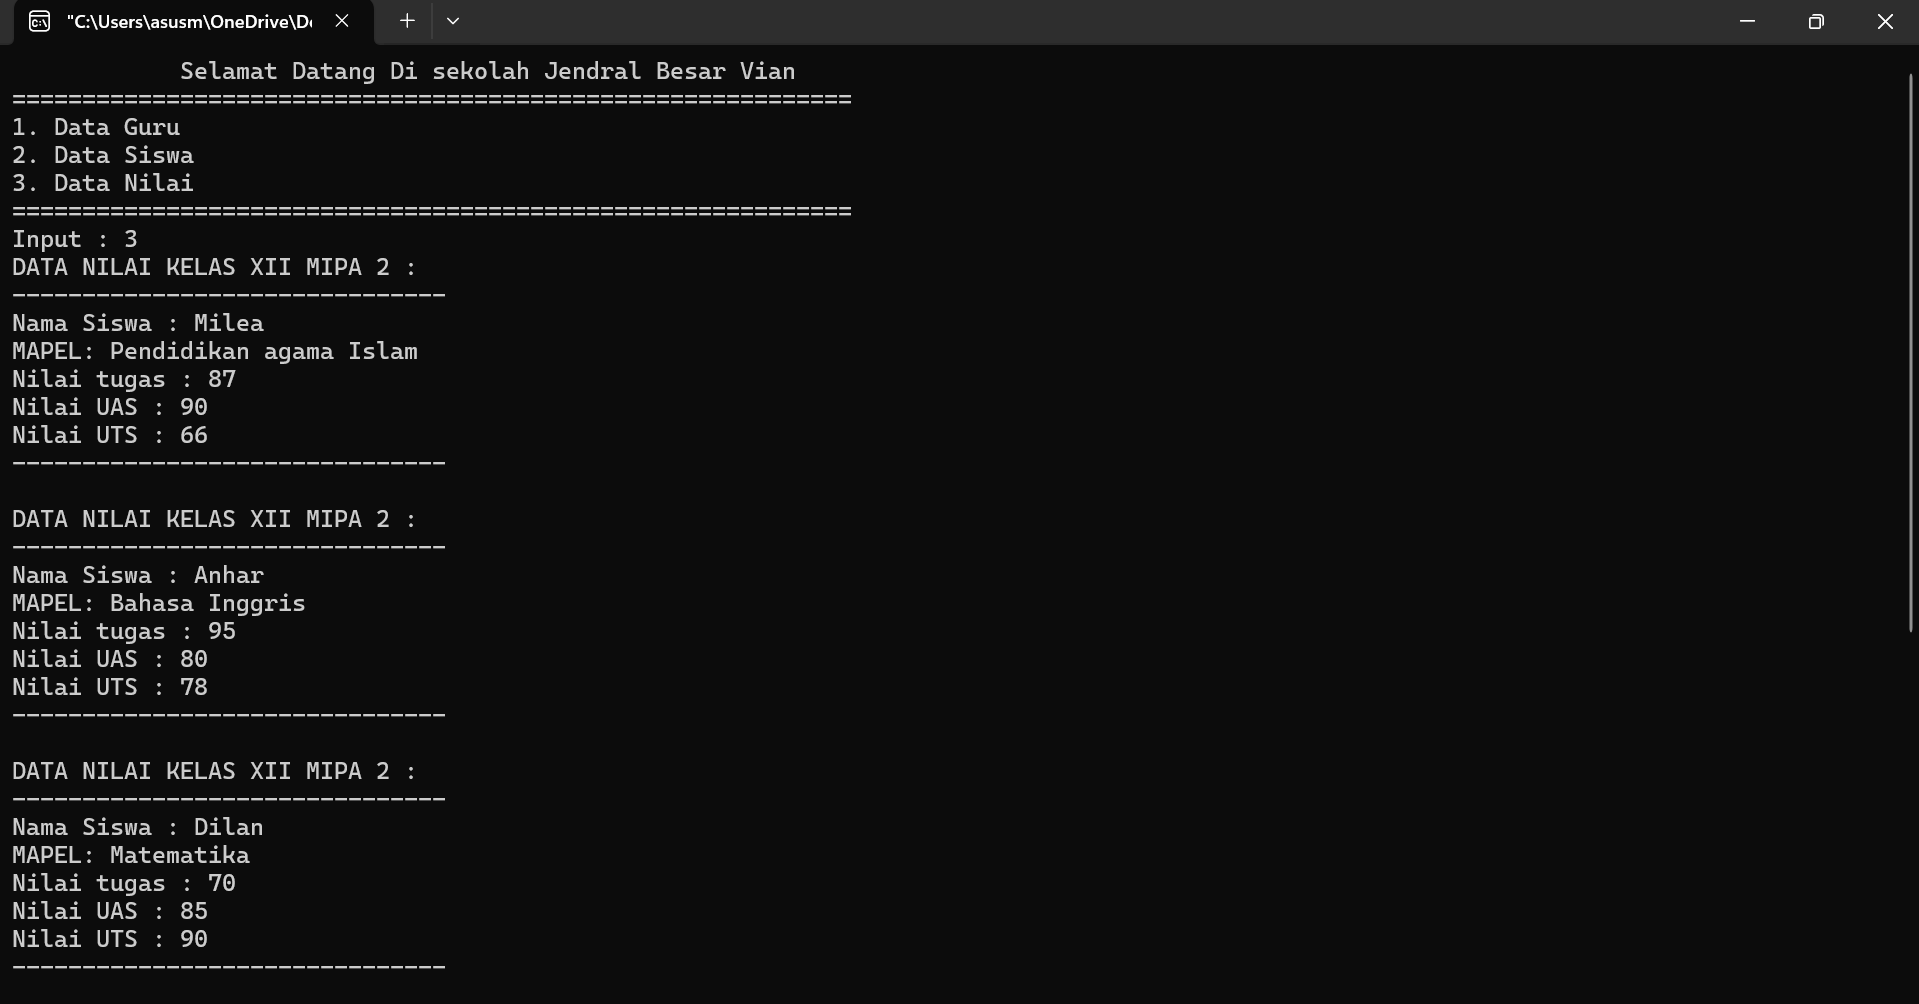 "C:\Users\asusm\OneDrive\De
Selamat Datang Di sekolah Jendral Besar Vian
============================================================
1. Data Guru
2. Data Siswa
3. Data Nilai
============================================================
Input : 3
DATA NILAI KELAS XII MIPA 2 :
-------------------------------
Nama Siswa : Milea
MAPEL: Pendidikan agama Islam
Nilai tugas : 87
Nilai UAS : 90
Nilai UTS : 66
-------------------------------
DATA NILAI KELAS XII MIPA 2 :
-------------------------------
Nama Siswa : Anhar
MAPEL: Bahasa Inggris
Nilai tugas : 95
Nilai UAS : 80
Nilai UTS : 78
-------------------------------
DATA NILAI KELAS XII MIPA 2 :
-------------------------------
Nama Siswa : Dilan
MAPEL: Matematika
Nilai tugas : 70
Nilai UAS : 85
Nilai UTS : 90
-------------------------------